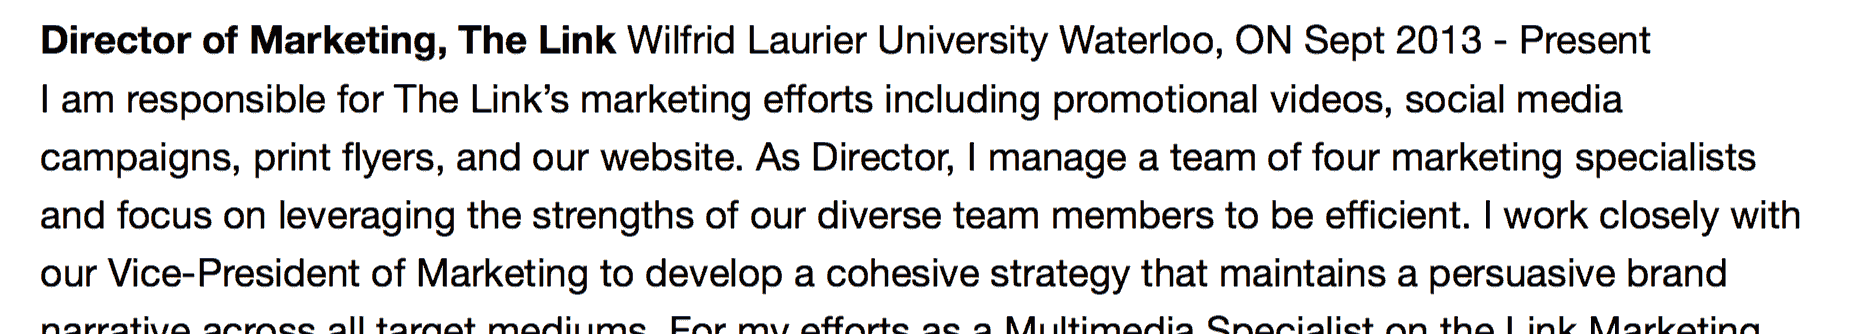 Director of Marketing, The Link Wilfrid Laurier University Waterloo, ON Sept 2013 - Present
I am responsible for The Link’s marketing efforts including promotional videos, social media
campaigns, print flyers, and our website. As Director, I manage a team of four marketing specialists
and focus on leveraging the strengths of our diverse team members to be efficient. I work closely with
our Vice-President of Marketing to develop a cohesive strategy that maintains a persuasive brand
narrative across all target mediums. For my efforts as a Multimedia Specialist on the Link Marketing